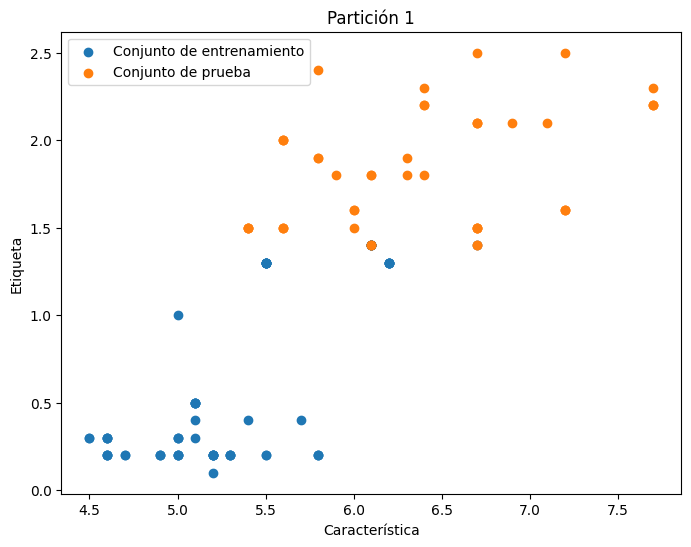 Partición 1
Conjunto de entrenamiento
Conjunto de prueba
2.5
2.0
1.5
1.0
0.5
0.0
Etiqueta
4.5 5.0 5.5 6.0 6.5 7.0 7.5
Característica